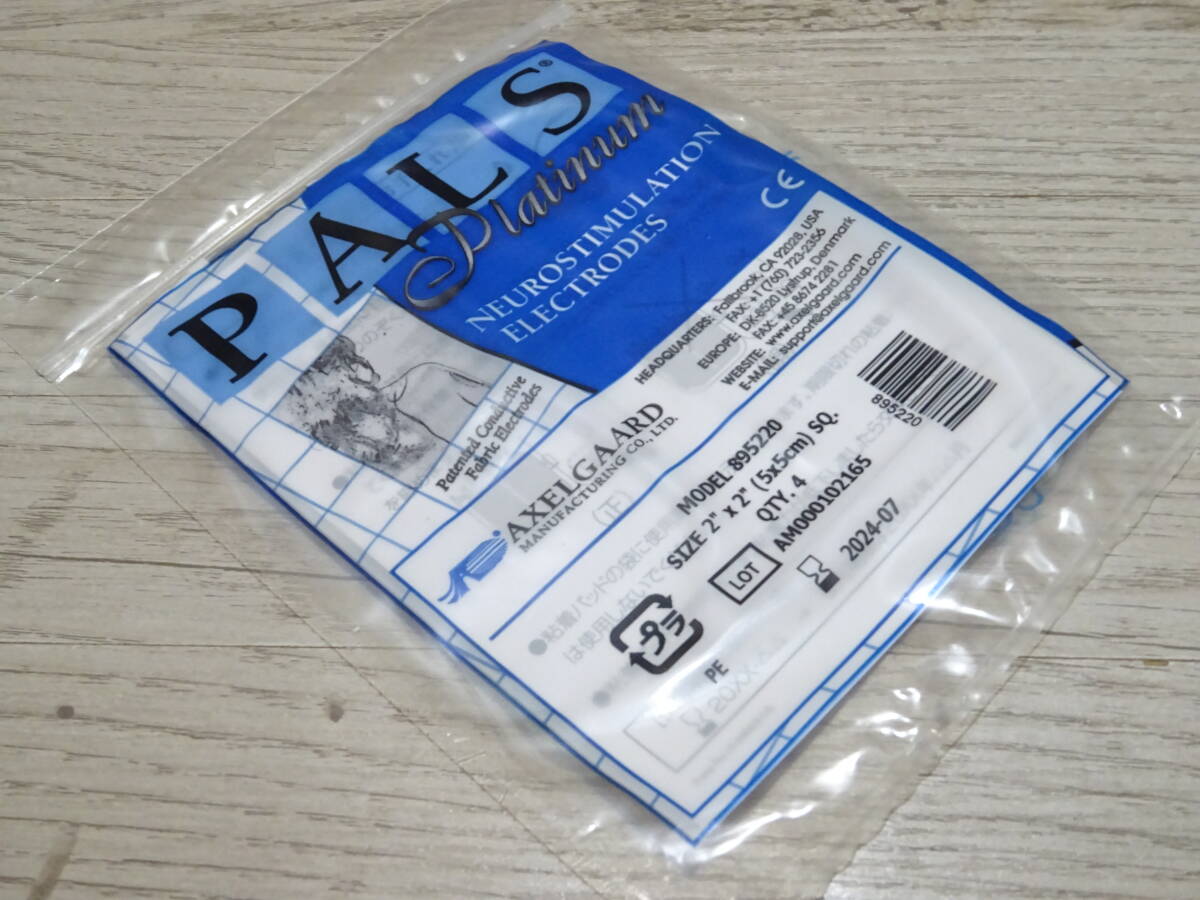 PALS®
Platinum
NEUROSTIMULATION
ELECTRODES
CE
Patented Conductive
Fabric Electrodes
HEADQUARTERS: Fallbrook, CA 92028, USA
FAX: +1 (760) 723-2356
EUROPE: DK-8520 Lystrup, Denmark
FAX: +45 8674 2281
WEBSITE: www.axelgaard.com
E-MAIL: support@axelgaard.com
AXELGAARD
MANUFACTURING CO., LTD.
895220
MODEL 895220
SIZE 2" x 2" (5x5cm) SQ.
QTY. 4
LOT AM000102165
2024-07
プラ
PE